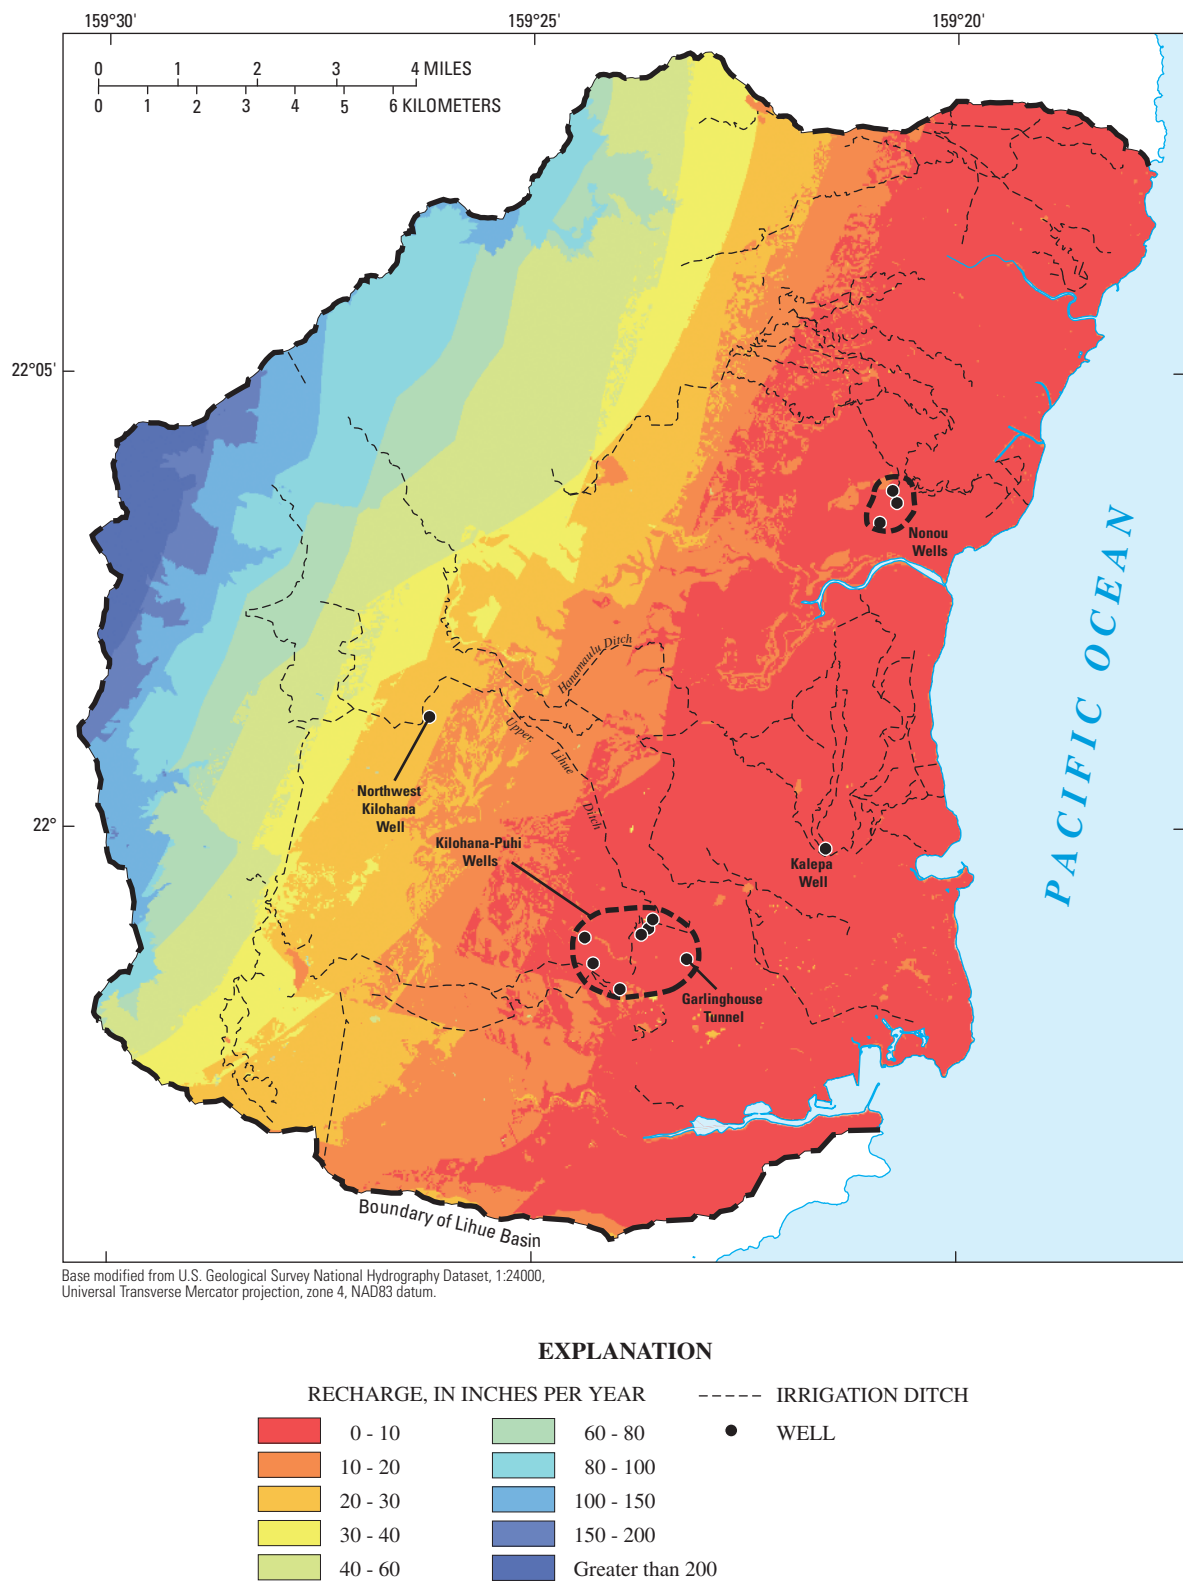 159°30'
159°25'
159°20'
0 1 2 3 4 MILES
0 1 2 3 4 5 6 KILOMETERS
22°05'
Nonou
Wells
PACIFIC OCEAN
Hanamaulu Ditch
Upper
Lihue
Ditch
Northwest
Kilohana
Well
22°
Kilohana-Puhi
Wells
Kalepa
Well
Garlinghouse
Tunnel
Boundary of Lihue Basin
Base modified from U.S. Geological Survey National Hydrography Dataset, 1:24000,
Universal Transverse Mercator projection, zone 4, NAD83 datum.
EXPLANATION
RECHARGE, IN INCHES PER YEAR
0 - 10
10 - 20
20 - 30
30 - 40
40 - 60
60 - 80
80 - 100
100 - 150
150 - 200
Greater than 200
IRRIGATION DITCH
WELL